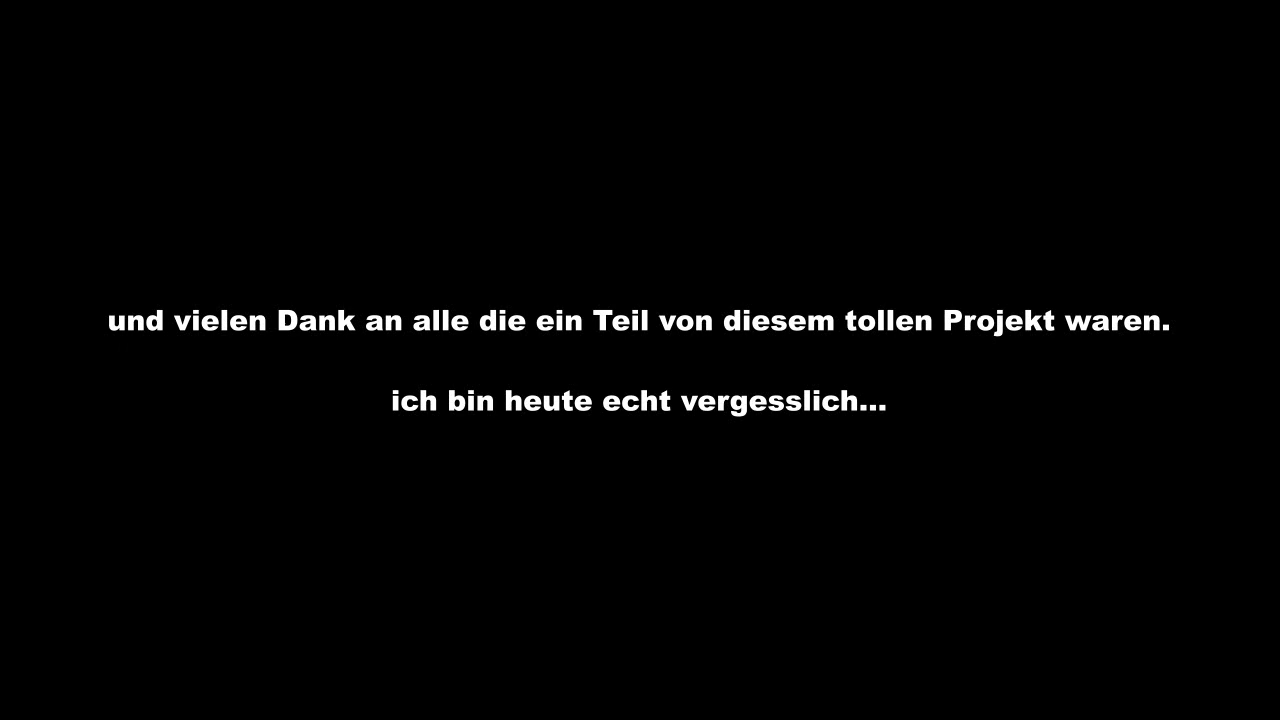 und vielen Dank an alle die ein Teil von diesem tollen Projekt waren.
ich bin heute echt vergesslich...